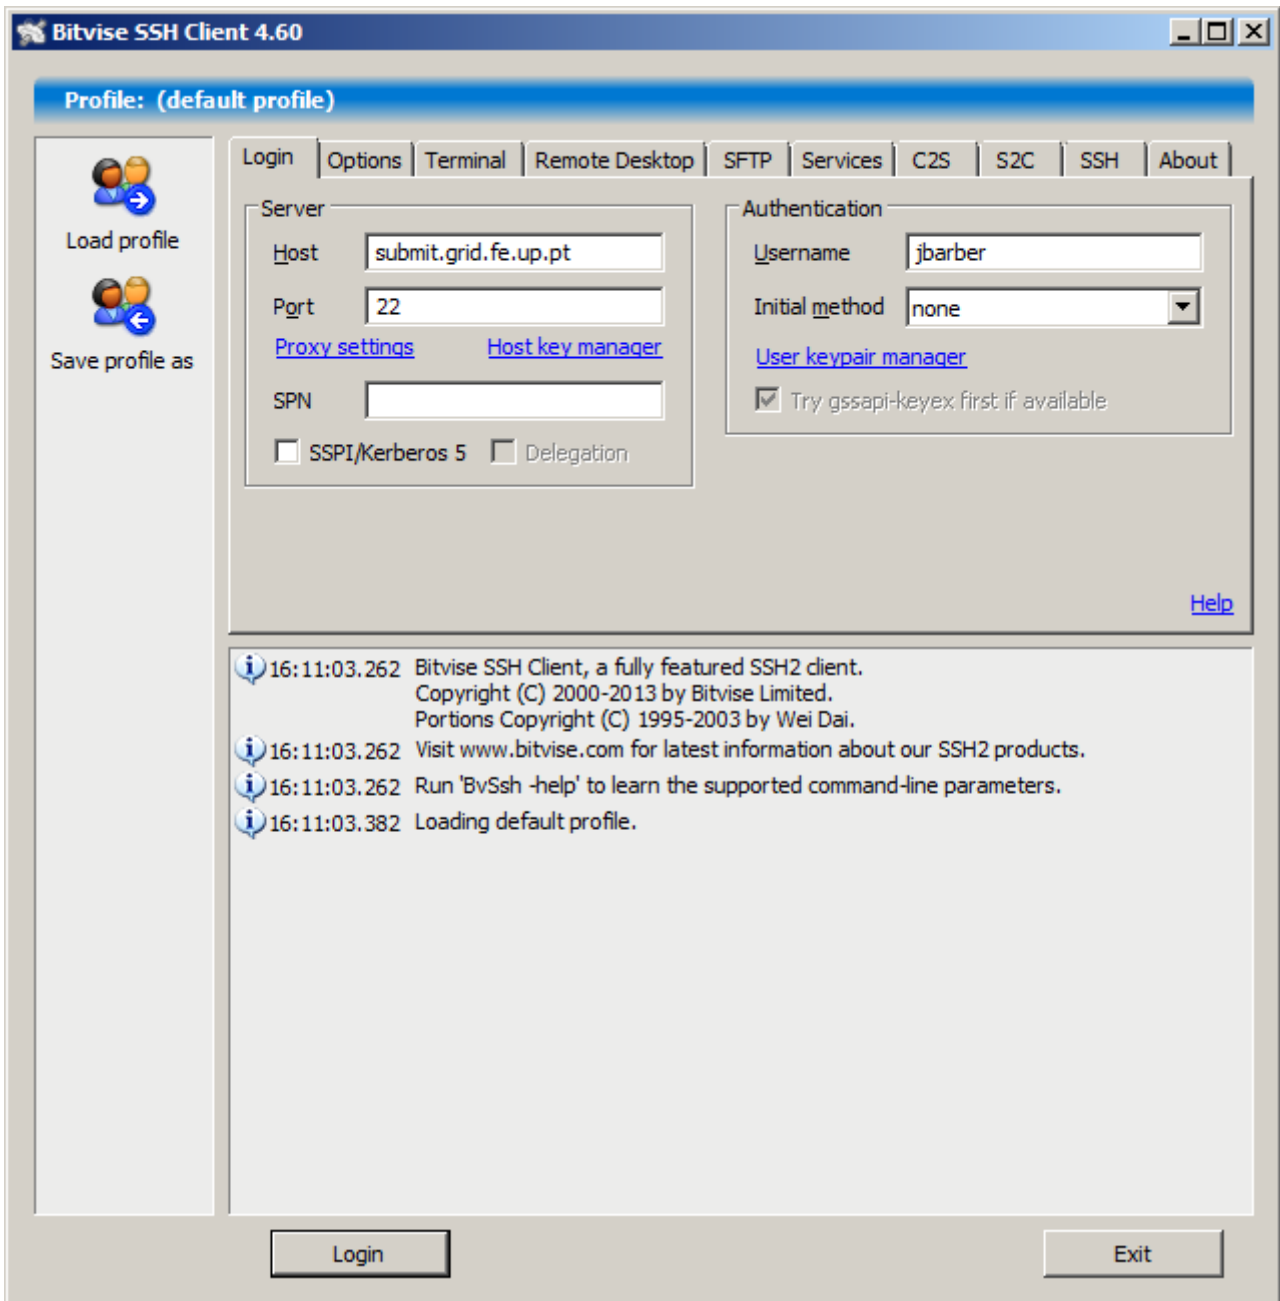 Bitvise SSH Client 4.60
Profile: (default profile)
Load profile
Save profile as
Login Options Terminal Remote Desktop SFTP Services C2S S2C SSH About
Server
Host submit.grid.fe.up.pt
Port 22
Proxy settings Host key manager
SPN
SSPI/Kerberos 5 Delegation
Authentication
Username jbarber
Initial method none
User keypair manager
Try gssapi-keyex first if available
Help
16:11:03.262 Bitvise SSH Client, a fully featured SSH2 client.
Copyright (C) 2000-2013 by Bitvise Limited.
Portions Copyright (C) 1995-2003 by Wei Dai.
16:11:03.262 Visit www.bitvise.com for latest information about our SSH2 products.
16:11:03.262 Run 'BvSsh -help' to learn the supported command-line parameters.
16:11:03.382 Loading default profile.
Login Exit